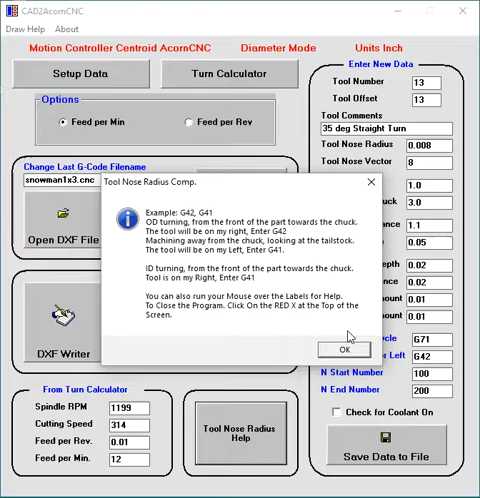 CAD2AcornCNC
Draw Help About
Motion Controller Centroid AcornCNC Diameter Mode Units Inch
Setup Data
Turn Calculator
Options
Feed per Min
Feed per Rev
Change Last G-Code Filename
snowman1x3.cnc
Open DXF File
DXF Writer
Tool Nose Radius Comp.
Example: G42, G41
OD turning, from the front of the part towards the chuck.
The tool will be on my right, Enter G42
Machining away from the chuck, looking at the tailstock.
The tool will be on my Left, Enter G41.
ID turning, from the front of the part towards the chuck.
Tool is on my Right, Enter G41
You can also run your Mouse over the Labels for Help.
To Close the Program. Click On the RED X at the Top of the
Screen.
OK
From Turn Calculator
Spindle RPM 1199
Cutting Speed 314
Feed per Rev. 0.01
Feed per Min. 12
Tool Nose Radius
Help
Enter New Data
Tool Number 13
Tool Offset 13
Tool Comments
35 deg Straight Turn
Tool Nose Radius 0.008
Tool Nose Vector 8
1.0
3.0
1.1
0.05
0.02
0.02
0.01
0.01
G71
Left G42
N Start Number 100
N End Number 200
Check for Coolant On
Save Data to File